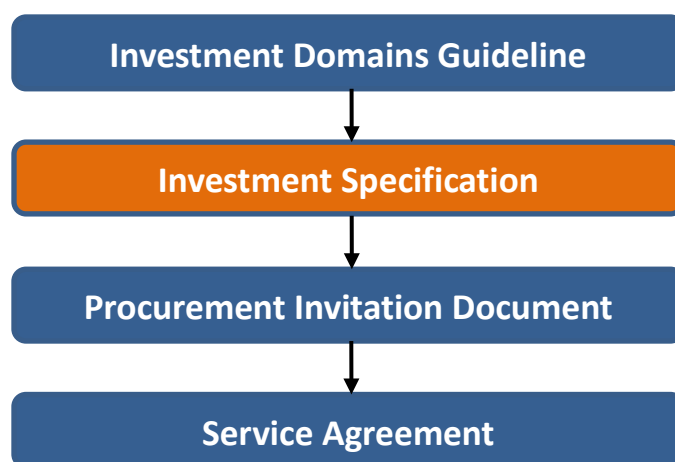 Investment Domains Guideline
Investment Specification
Procurement Invitation Document
Service Agreement